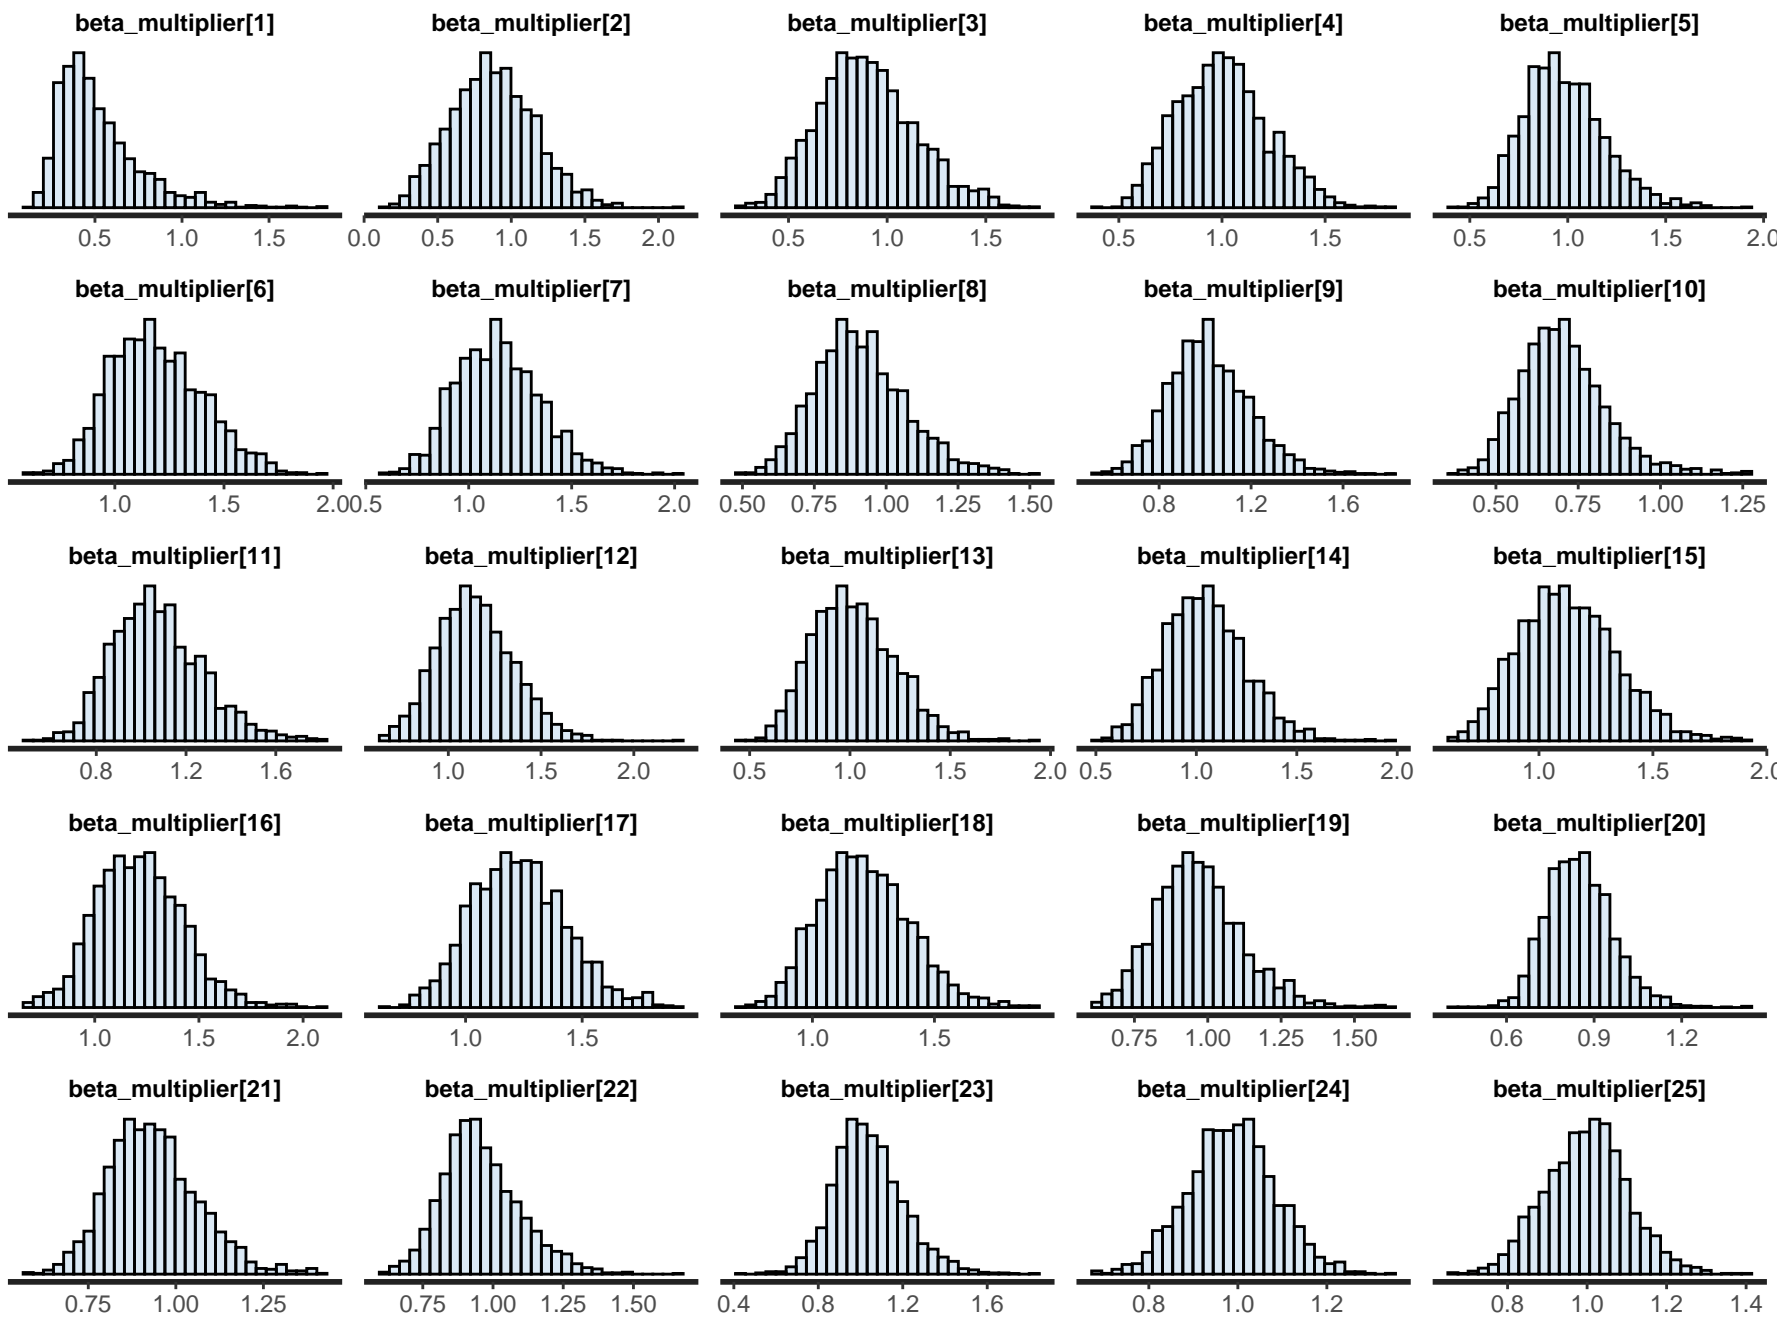 beta_multiplier[1] beta_multiplier[2] beta_multiplier[3] beta_multiplier[4] beta_multiplier[5]
0.5 1.0 1.5 0.0 0.5 1.0 1.5 2.0 0.5 1.0 1.5 0.5 1.0 1.5 0.5 1.0 1.5 2.0
beta_multiplier[6] beta_multiplier[7] beta_multiplier[8] beta_multiplier[9] beta_multiplier[10]
1.0 1.5 2.0 0.5 1.0 1.5 2.0 0.50 0.75 1.00 1.25 1.50 0.8 1.2 1.6 0.50 0.75 1.00 1.25
beta_multiplier[11] beta_multiplier[12] beta_multiplier[13] beta_multiplier[14] beta_multiplier[15]
0.8 1.2 1.6 1.0 1.5 2.0 0.5 1.0 1.5 2.0 0.5 1.0 1.5 2.0 1.0 1.5 2.0
beta_multiplier[16] beta_multiplier[17] beta_multiplier[18] beta_multiplier[19] beta_multiplier[20]
1.0 1.5 2.0 1.0 1.5 1.0 1.5 0.75 1.00 1.25 1.50 0.6 0.9 1.2
beta_multiplier[21] beta_multiplier[22] beta_multiplier[23] beta_multiplier[24] beta_multiplier[25]
0.75 1.00 1.25 0.75 1.00 1.25 1.50 0.4 0.8 1.2 1.6 0.8 1.0 1.2 0.8 1.0 1.2 1.4